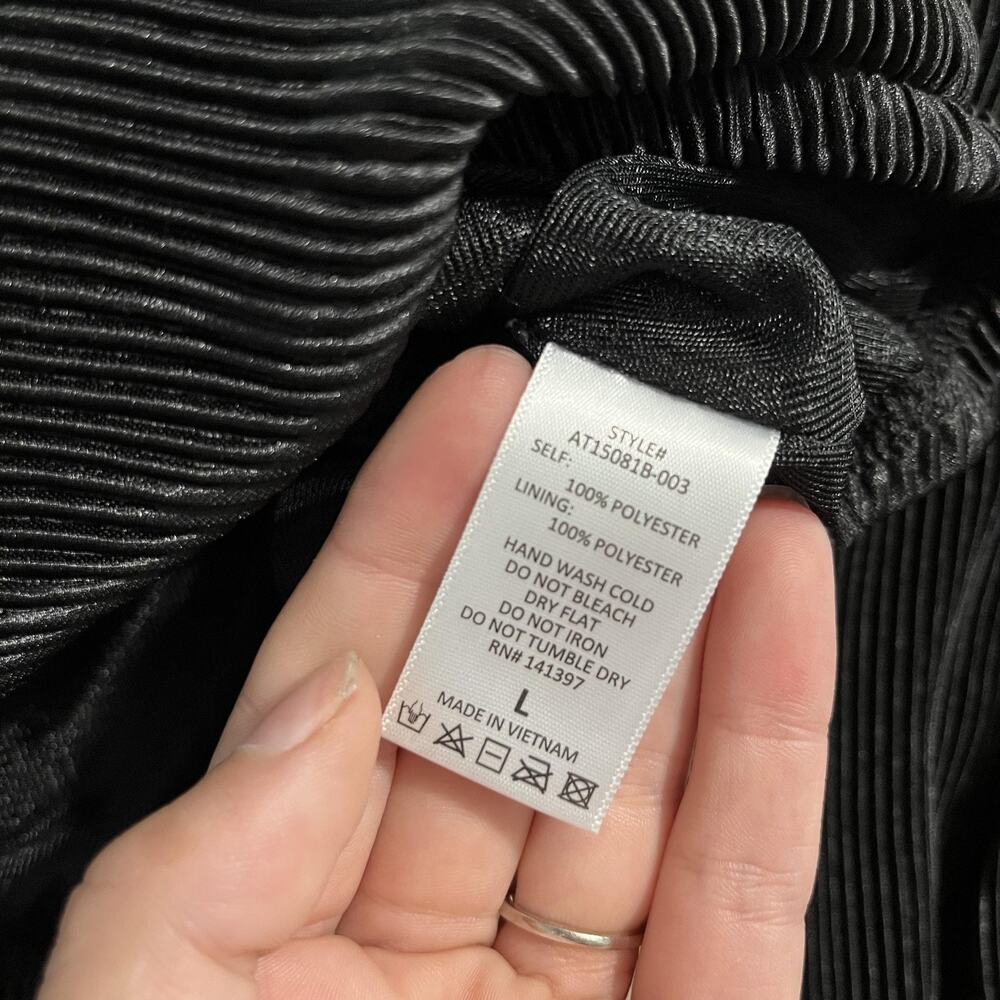 STYLE#
AT15081B-003
SELF:
100% POLYESTER
LINING:
100% POLYESTER
HAND WASH COLD
DO NOT BLEACH
DRY FLAT
DO NOT IRON
DO NOT TUMBLE DRY
RN# 141397
L
MADE IN VIETNAM